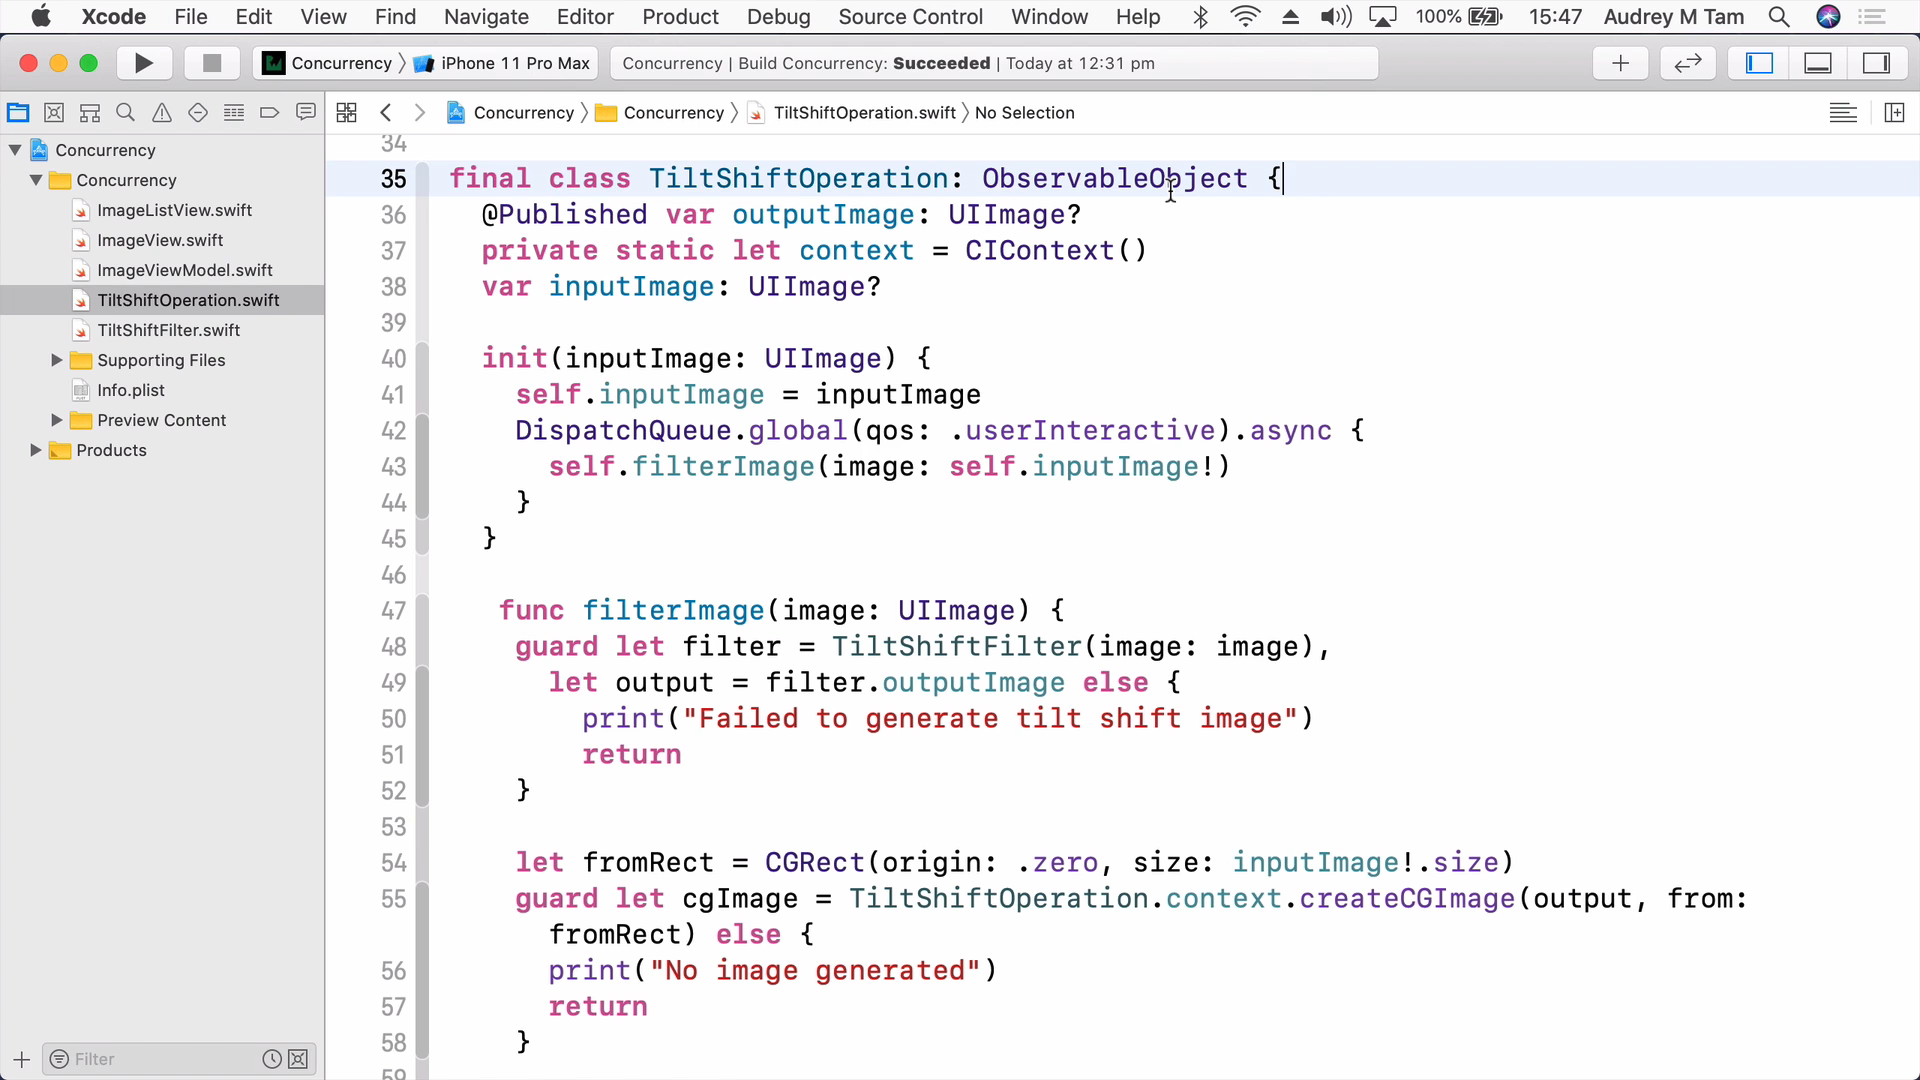 Xcode File Edit View Find Navigate Editor Product Debug Source Control Window Help 100% 15:47 Audrey M Tam
Concurrency iPhone 11 Pro Max Concurrency | Build Concurrency: Succeeded | Today at 12:31 pm
Concurrency Concurrency TiltShiftOperation.swift No Selection
Concurrency
Concurrency
ImageListView.swift
ImageView.swift
ImageViewModel.swift
TiltShiftOperation.swift
TiltShiftFilter.swift
Supporting Files
Info.plist
Preview Content
Products
Filter
34
35 final class TiltShiftOperation: ObservableObject {
36 @Published var outputImage: UIImage?
37 private static let context = CIContext()
38 var inputImage: UIImage?
39
40 init(inputImage: UIImage) {
41 self.inputImage = inputImage
42 DispatchQueue.global(qos: .userInteractive).async {
43 self.filterImage(image: self.inputImage!)
44 }
45 }
46
47 func filterImage(image: UIImage) {
48 guard let filter = TiltShiftFilter(image: image),
49 let output = filter.outputImage else {
50 print("Failed to generate tilt shift image")
51 return
52 }
53
54 let fromRect = CGRect(origin: .zero, size: inputImage!.size)
55 guard let cgImage = TiltShiftOperation.context.createCGImage(output, from:
fromRect) else {
56 print("No image generated")
57 return
58 }
59